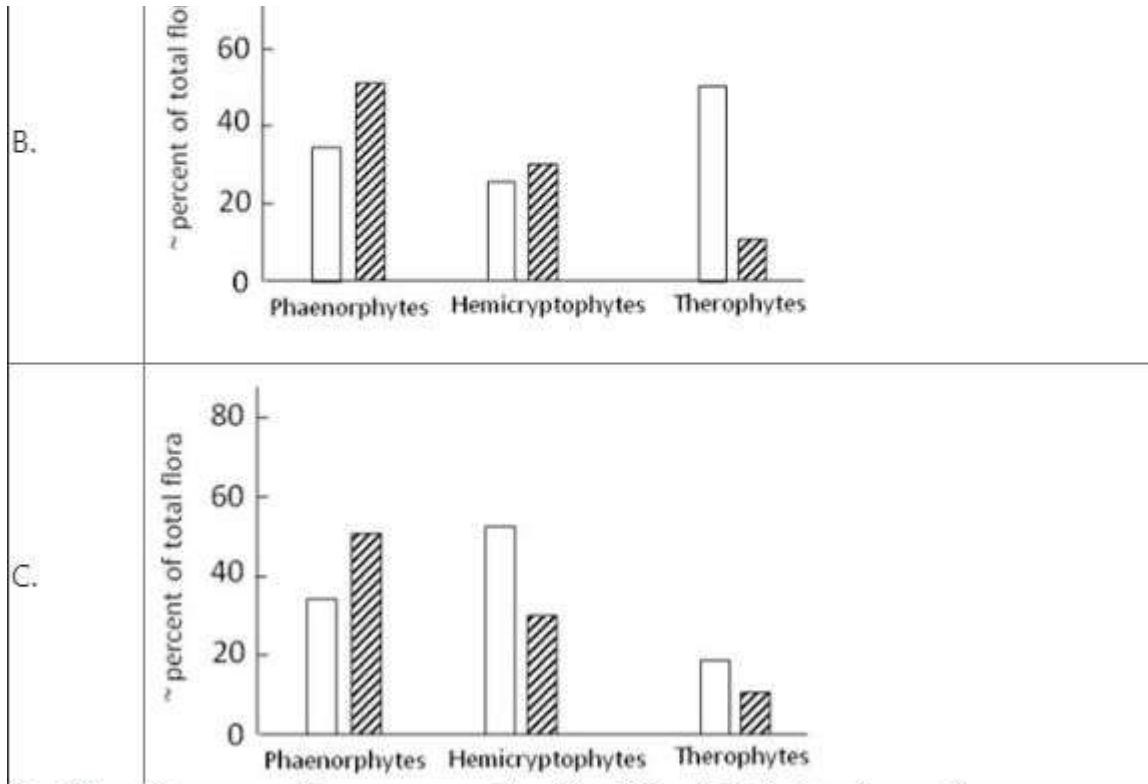 B.
~ percent of total flo
60
40
20
0
Phaenorphytes Hemicryptophytes Therophytes
C.
~ percent of total flora
80
60
40
20
0
Phaenorphytes Hemicryptophytes Therophytes